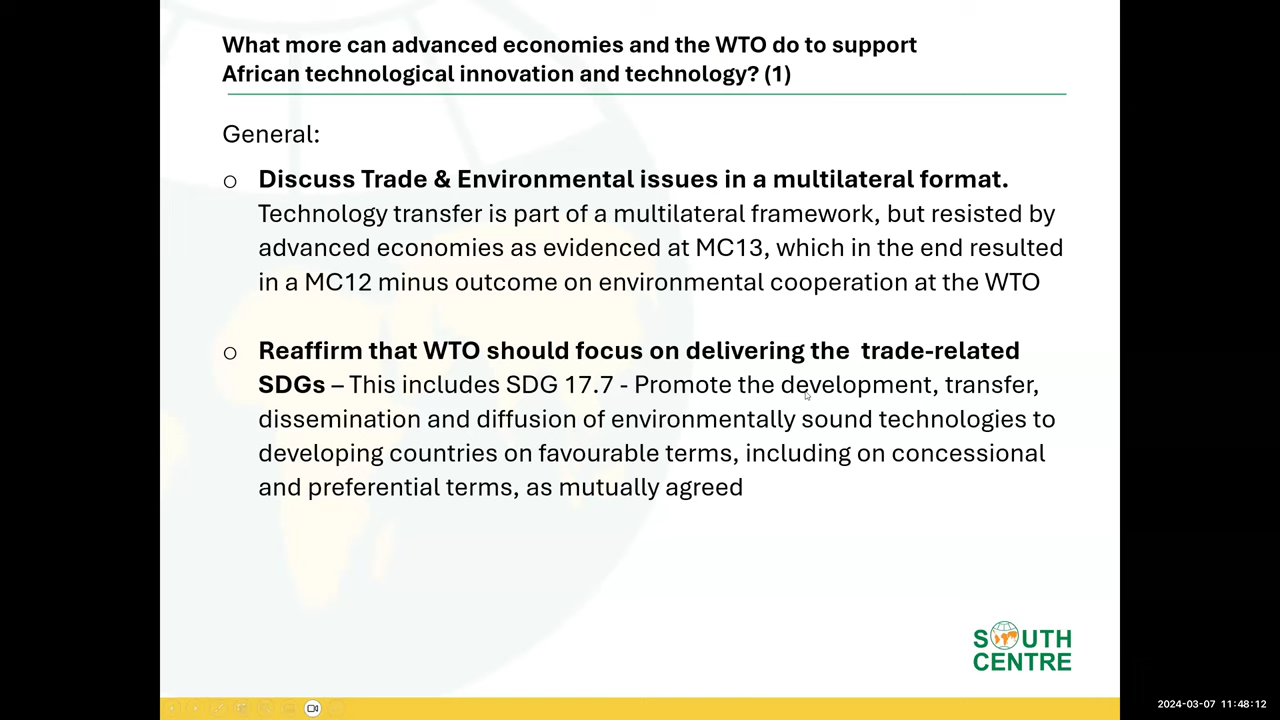 What more can advanced economies and the WTO do to support
African technological innovation and technology? (1)
General:
o Discuss Trade & Environmental issues in a multilateral format.
Technology transfer is part of a multilateral framework, but resisted by
advanced economies as evidenced at MC13, which in the end resulted
in a MC12 minus outcome on environmental cooperation at the WTO
o Reaffirm that WTO should focus on delivering the  trade-related
SDGs – This includes SDG 17.7 - Promote the development, transfer,
dissemination and diffusion of environmentally sound technologies to
developing countries on favourable terms, including on concessional
and preferential terms, as mutually agreed
SOUTH
CENTRE
2024-03-07 11:48:12